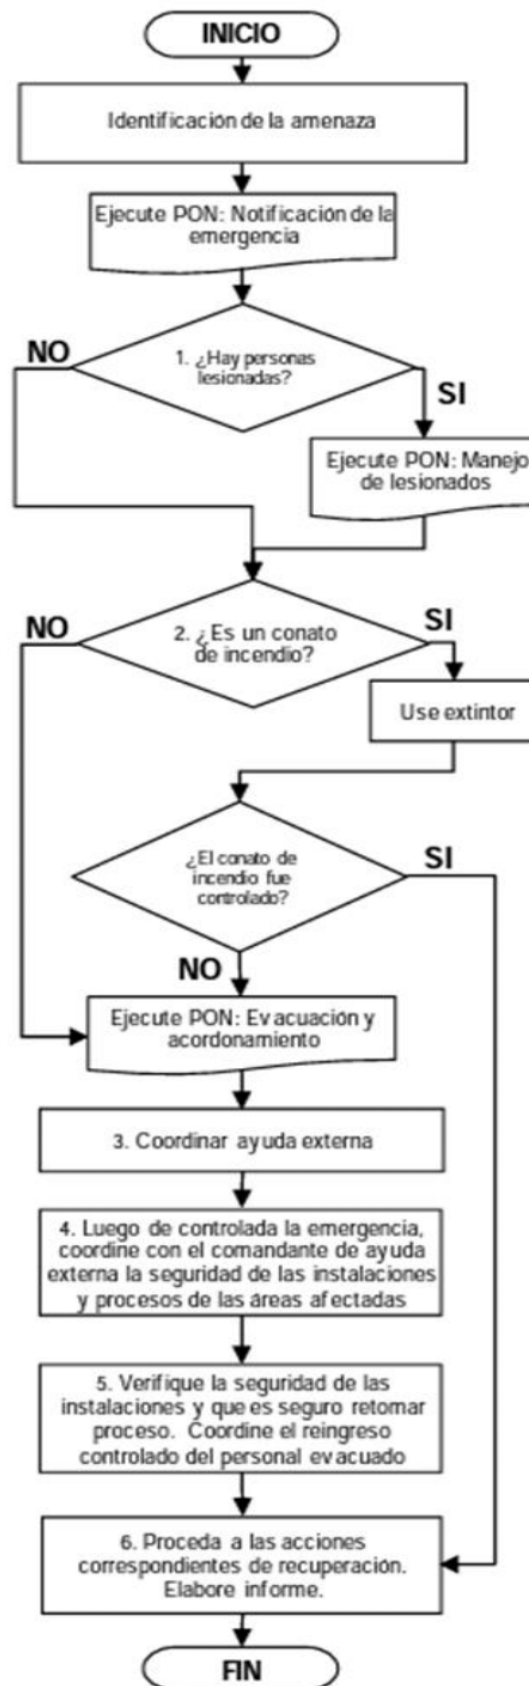 INICIO
Identificación de la amenaza
Ejecute PON: Notificación de la
emergencia
1. ¿Hay personas
lesionadas?
NO
SI
Ejecute PON: Manejo
de lesionados
2. ¿Es un conato
de incendio?
NO
SI
Use extintor
¿El conato de
incendio fue
controlado?
SI
NO
Ejecute PON: Evacuación y
acordonamiento
3. Coordinar ayuda externa
4. Luego de controlada la emergencia,
coordine con el comandante de ayuda
externa la seguridad de las instalaciones
y procesos de las áreas afectadas
5. Verifique la seguridad de las
instalaciones y que es seguro retomar
proceso. Coordine el reingreso
controlado del personal evacuado
6. Proceda a las acciones
correspondientes de recuperación.
Elabore informe.
FIN